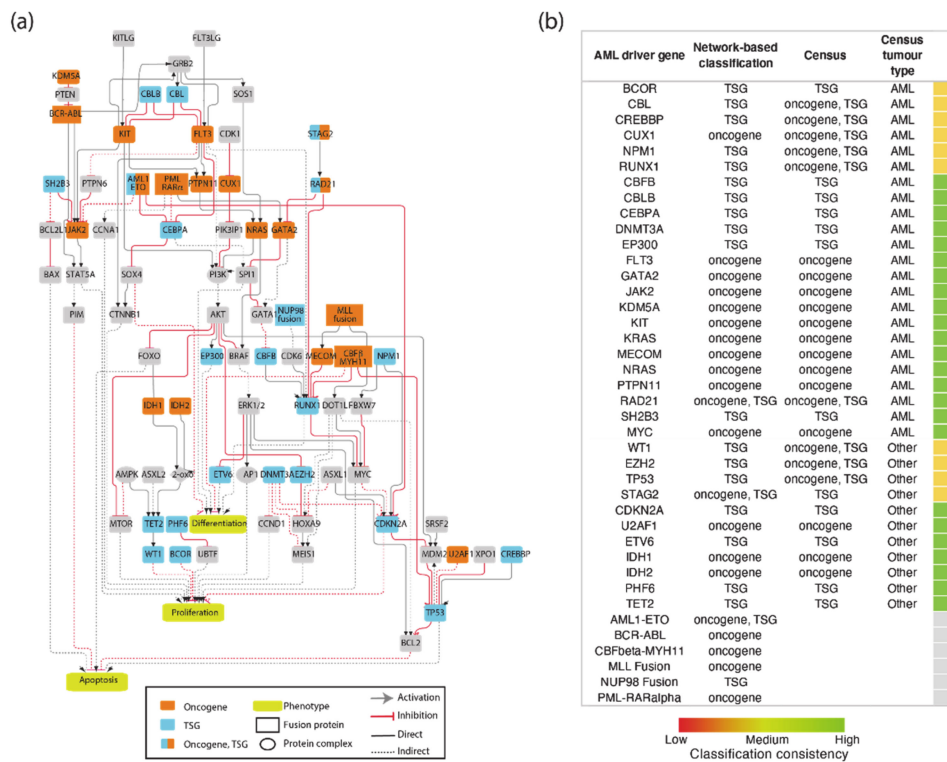 (a)
(b)
KITLG
FLT3LG
GRB2
KDM5A
PTEN
CBLB
CBL
SOS1
BCR-ABL
KIT
FLT3
CDK1
STAG2
SH2B3
PTPN6
AML1
ETO
PML
RARα
PTPN11
CUX1
RAD21
BCL2L1
JAK2
CCNA1
CEBPA
PIK3IP1
NRAS
GATA2
BAX
STAT5A
SOX4
PI3K
SPI1
PIM
CTNNB1
AKT
GATA1
NUP98
fusion
MLL
fusion
FOXO
EP300
BRAF
CBFB
CDK6
MECOM
CBFβ
MYH11
NPM1
IDH1
IDH2
ERK1/2
RUNX1
DOT1L
FBXW7
AMPK
ASXL2
2-oxo
ETV6
AP1
DNMT3A
EZH2
ASXL1
MYC
MTOR
TET2
PHF6
Differentiation
CCND1
HOXA9
CDKN2A
SRSF2
WT1
BCOR
UBTF
MEIS1
MDM2
U2AF1
XPO1
CREBBP
Proliferation
TP53
BCL2
Apoptosis
Oncogene
TSG
Oncogene, TSG
Phenotype
Fusion protein
Protein complex
Activation
Inhibition
Direct
Indirect
AML driver gene Network-based classification Census Census tumour type
BCOR TSG TSG AML
CBL TSG oncogene, TSG AML
CREBBP TSG oncogene, TSG AML
CUX1 oncogene oncogene, TSG AML
NPM1 TSG oncogene, TSG AML
RUNX1 TSG oncogene, TSG AML
CBFB TSG TSG AML
CBLB TSG TSG AML
CEBPA TSG TSG AML
DNMT3A TSG TSG AML
EP300 TSG TSG AML
FLT3 oncogene oncogene AML
GATA2 oncogene oncogene AML
JAK2 oncogene oncogene AML
KDM5A oncogene oncogene AML
KIT oncogene oncogene AML
KRAS oncogene oncogene AML
MECOM oncogene oncogene AML
NRAS oncogene oncogene AML
PTPN11 oncogene oncogene AML
RAD21 oncogene, TSG oncogene, TSG AML
SH2B3 TSG TSG AML
MYC oncogene oncogene AML
WT1 TSG oncogene, TSG Other
EZH2 TSG oncogene, TSG Other
TP53 TSG oncogene, TSG Other
STAG2 oncogene, TSG TSG Other
CDKN2A TSG TSG Other
U2AF1 oncogene oncogene Other
ETV6 TSG TSG Other
IDH1 oncogene oncogene Other
IDH2 oncogene oncogene Other
PHF6 TSG TSG Other
TET2 TSG TSG Other
AML1-ETO oncogene, TSG
BCR-ABL oncogene
CBFbeta-MYH11 oncogene
MLL Fusion oncogene
NUP98 Fusion TSG
PML-RARalpha oncogene
Low Medium High
Classification consistency